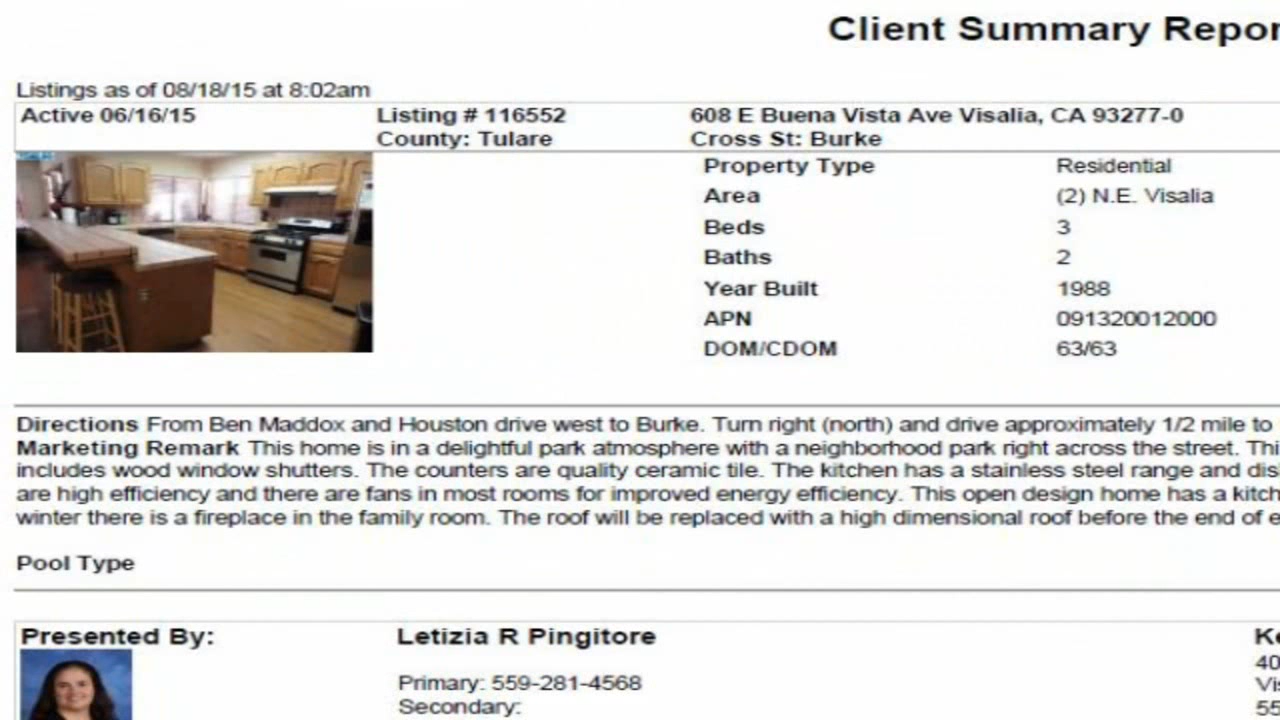 Client Summary Repor
Listings as of 08/18/15 at 8:02am
Active 06/16/15 Listing # 116552 608 E Buena Vista Ave Visalia, CA 93277-0
County: Tulare Cross St: Burke
Property Type Residential
Area (2) N.E. Visalia
Beds 3
Baths 2
Year Built 1988
APN 091320012000
DOM/CDOM 63/63
Directions From Ben Maddox and Houston drive west to Burke. Turn right (north) and drive approximately 1/2 mile to
Marketing Remark This home is in a delightful park atmosphere with a neighborhood park right across the street. Thi
includes wood window shutters. The counters are quality ceramic tile. The kitchen has a stainless steel range and dis
are high efficiency and there are fans in most rooms for improved energy efficiency. This open design home has a kitch
winter there is a fireplace in the family room. The roof will be replaced with a high dimensional roof before the end of e
Pool Type
Presented By: Letizia R Pingitore Ke
40
Primary: 559-281-4568 Vis
Secondary: 55